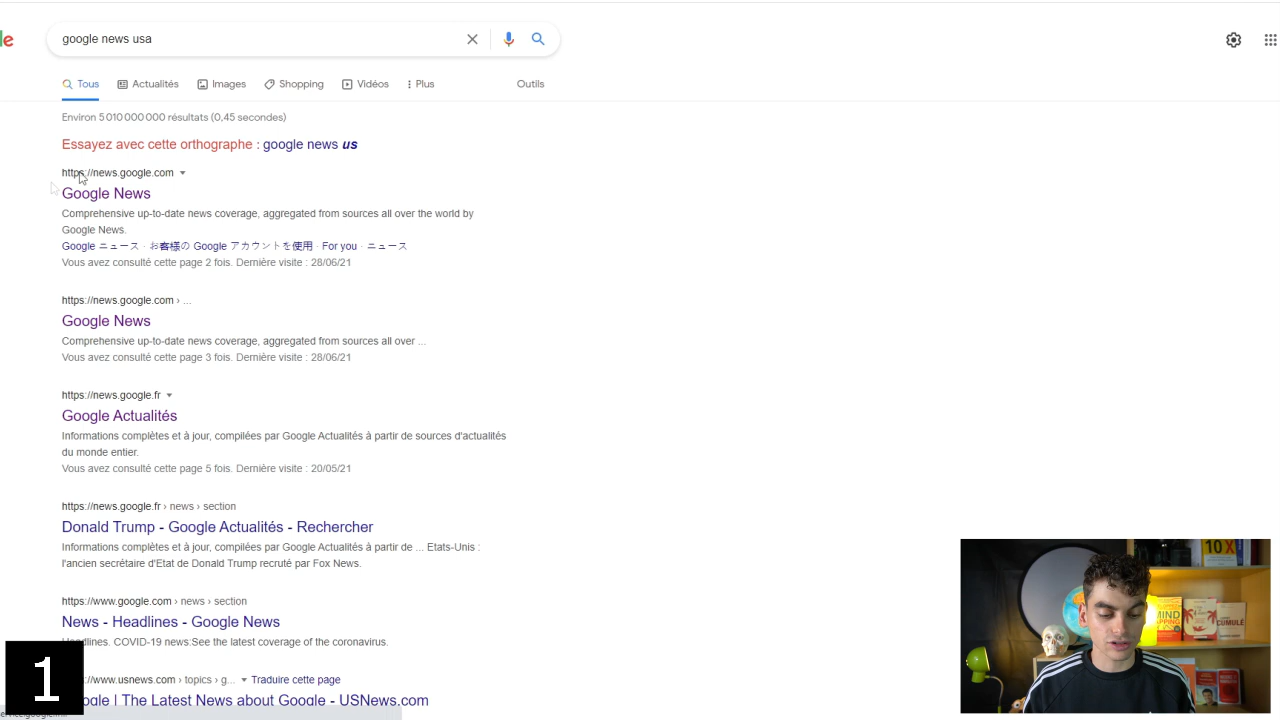 le
google news usa
Tous
Actualités
Images
Shopping
Vidéos
Plus
Outils
Environ 5 010 000 000 résultats (0,45 secondes)
Essayez avec cette orthographe : google news us
https://news.google.com
Google News
Comprehensive up-to-date news coverage, aggregated from sources all over the world by
Google News.
Google ニュース · お客様の Google アカウントを使用 · For you · ニュース
Vous avez consulté cette page 2 fois. Dernière visite : 28/06/21
https://news.google.com › ...
Google News
Comprehensive up-to-date news coverage, aggregated from sources all over ...
Vous avez consulté cette page 3 fois. Dernière visite : 28/06/21
https://news.google.fr
Google Actualités
Informations complètes et à jour, compilées par Google Actualités à partir de sources d'actualités
du monde entier.
Vous avez consulté cette page 5 fois. Dernière visite : 20/05/21
https://news.google.fr › news › section
Donald Trump - Google Actualités - Rechercher
Informations complètes et à jour, compilées par Google Actualités à partir de ... Etats-Unis :
l'ancien secrétaire d'Etat de Donald Trump recruté par Fox News.
https://www.google.com › news › section
News - Headlines - Google News
Headlines. COVID-19 news:See the latest coverage of the coronavirus.
://www.usnews.com › topics › g... Traduire cette page
ogle | The Latest News about Google - USNews.com
1
10X
MIND
MAPPING
CUMULÉ